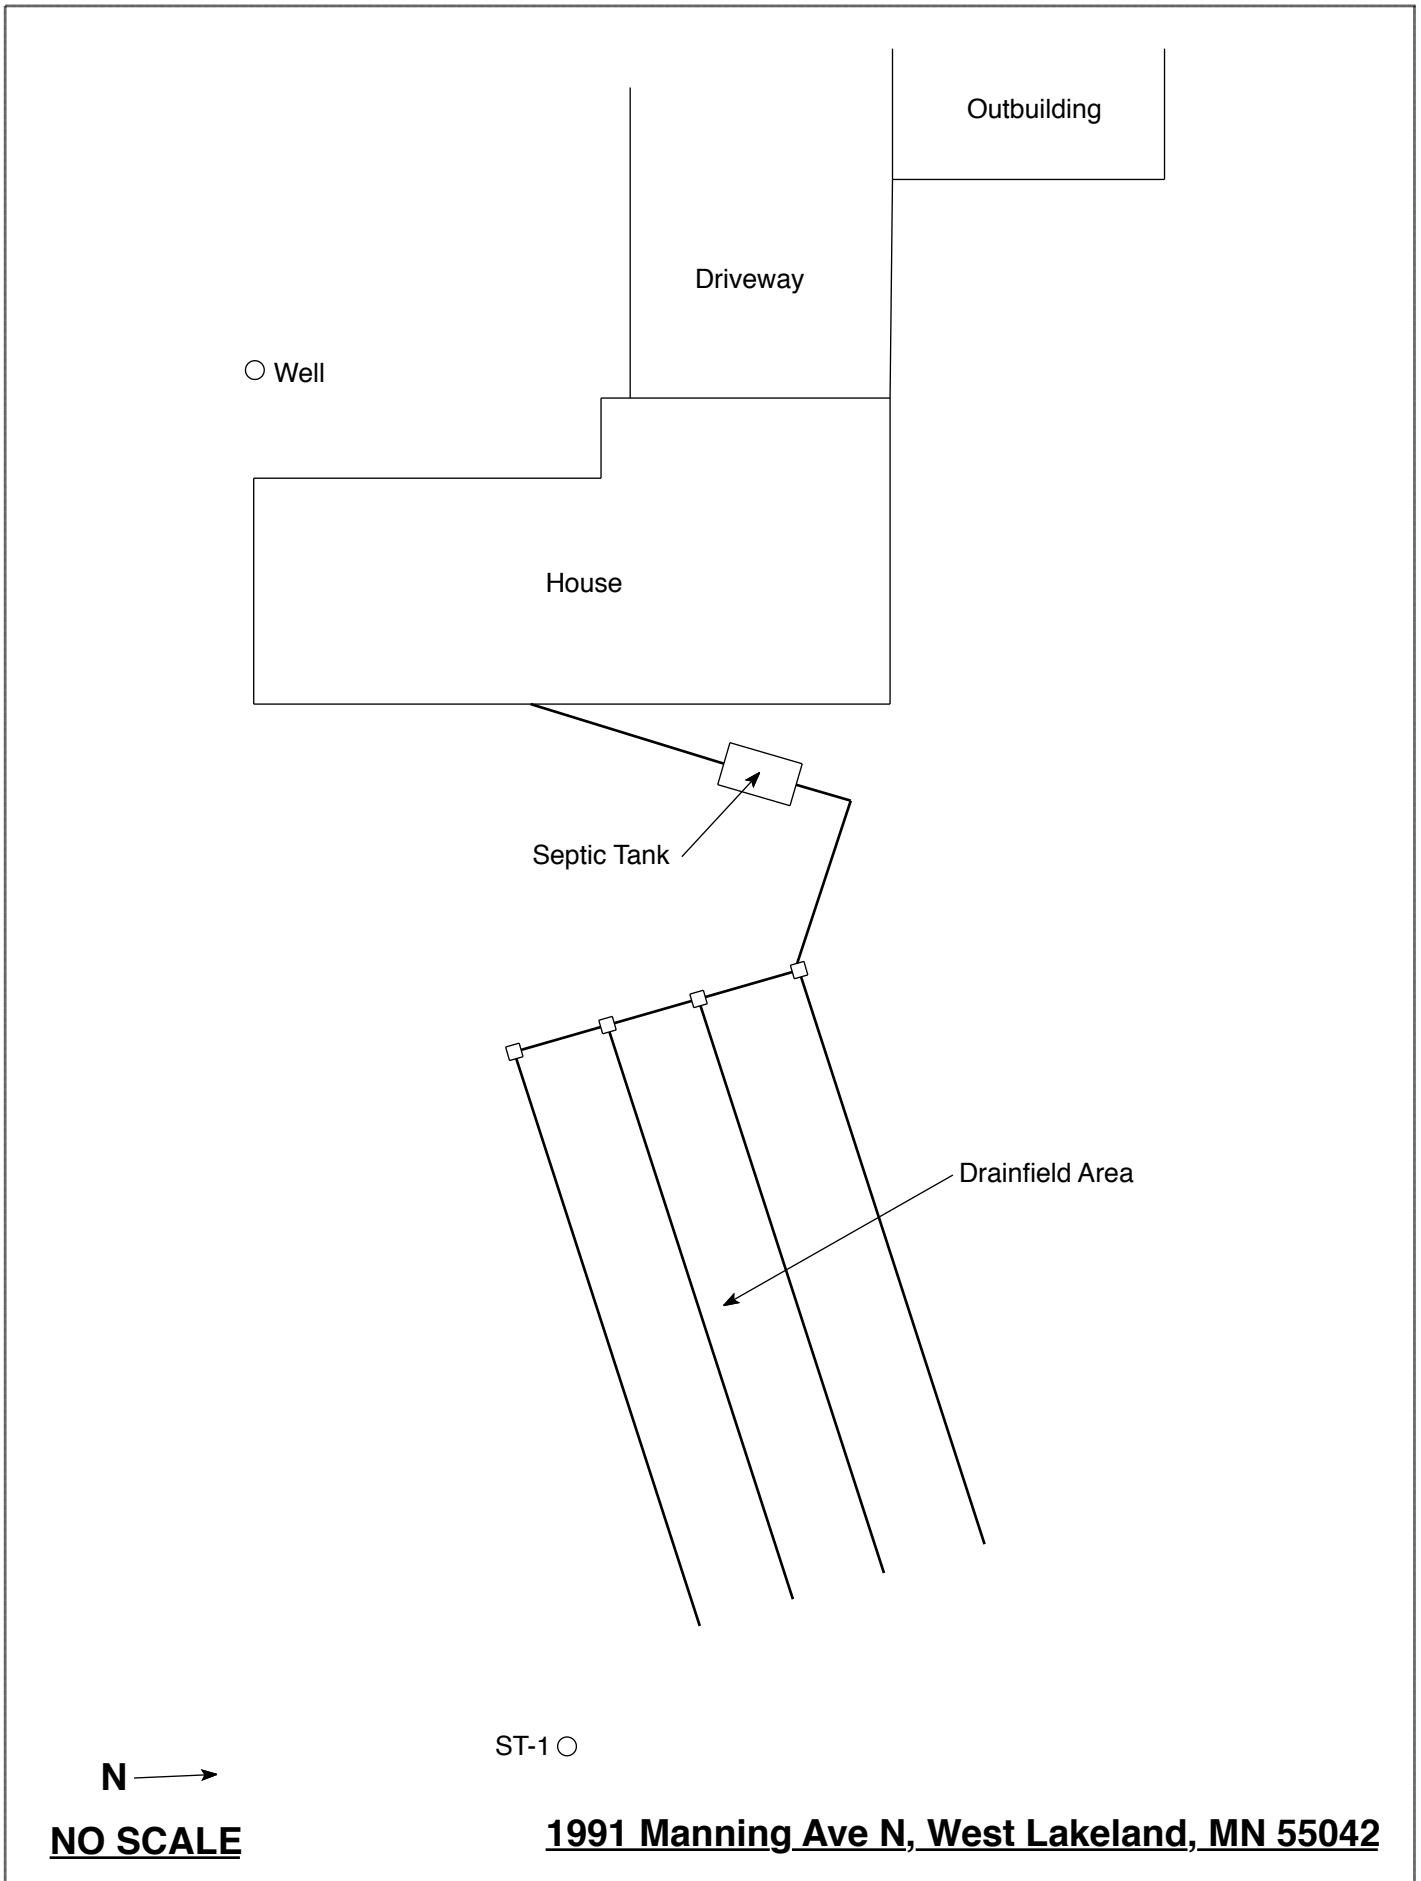 Outbuilding
Driveway
Well
House
Septic Tank
Drainfield Area
ST-1
N
NO SCALE
1991 Manning Ave N, West Lakeland, MN 55042